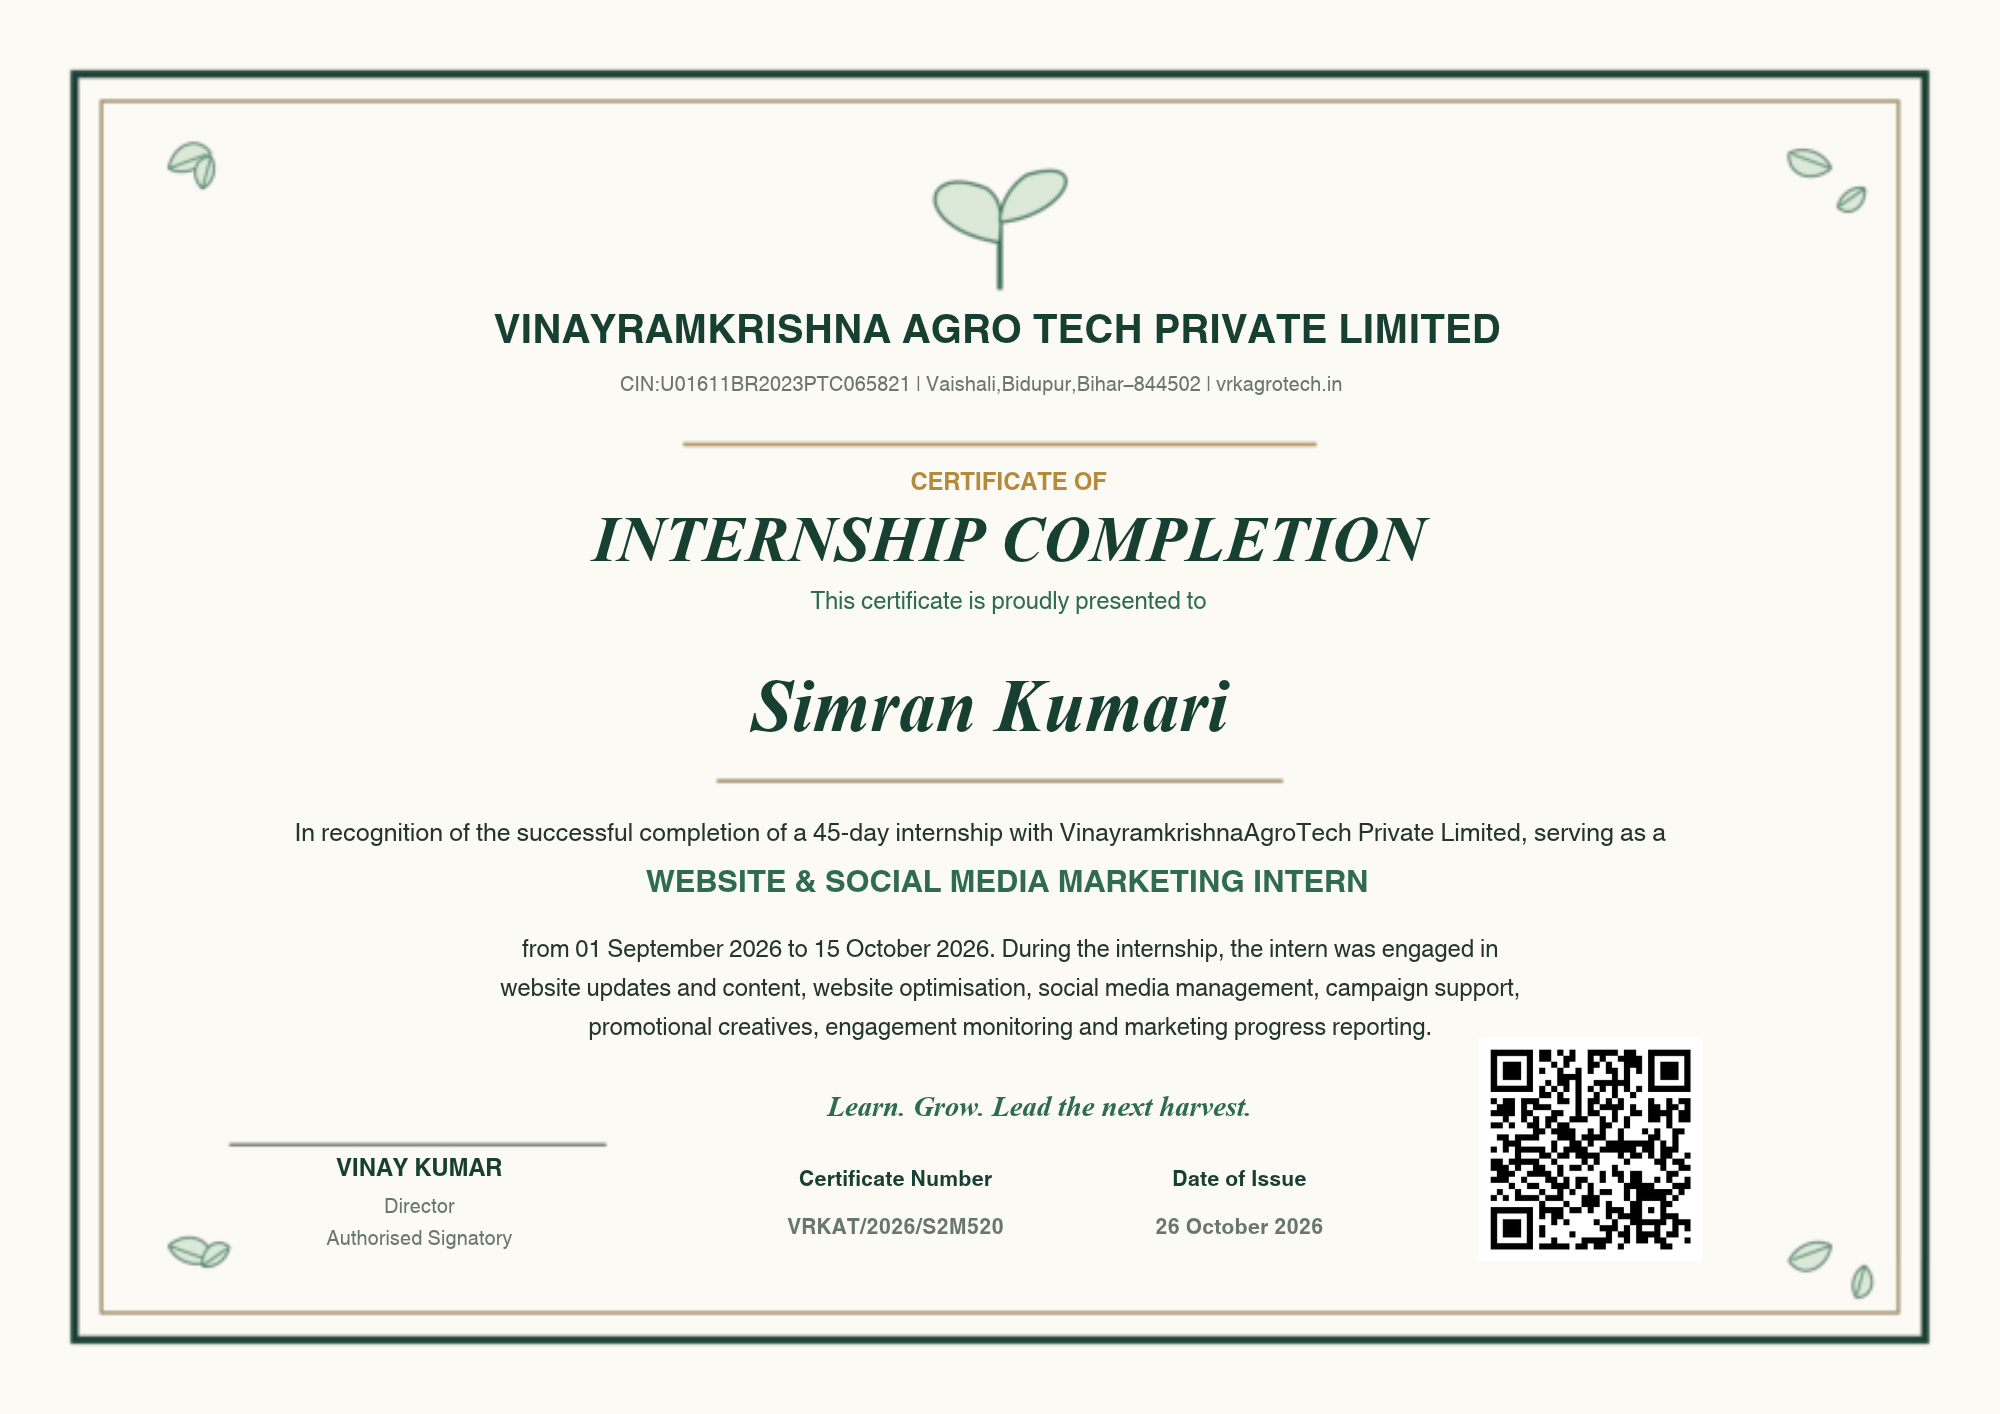 VINAYRAMKRISHNA AGRO TECH PRIVATE LIMITED
CIN:U01611BR2023PTC065821 | Vaishali,Bidupur,Bihar–844502 | vrkagrotech.in
CERTIFICATE OF
INTERNSHIP COMPLETION
This certificate is proudly presented to
Simran Kumari
In recognition of the successful completion of a 45-day internship with VinayramkrishnaAgroTech Private Limited, serving as a
WEBSITE & SOCIAL MEDIA MARKETING INTERN
from 01 September 2026 to 15 October 2026. During the internship, the intern was engaged in
website updates and content, website optimisation, social media management, campaign support,
promotional creatives, engagement monitoring and marketing progress reporting.
Learn. Grow. Lead the next harvest.
VINAY KUMAR
Director
Authorised Signatory
Certificate Number
VRKAT/2026/S2M520
Date of Issue
26 October 2026